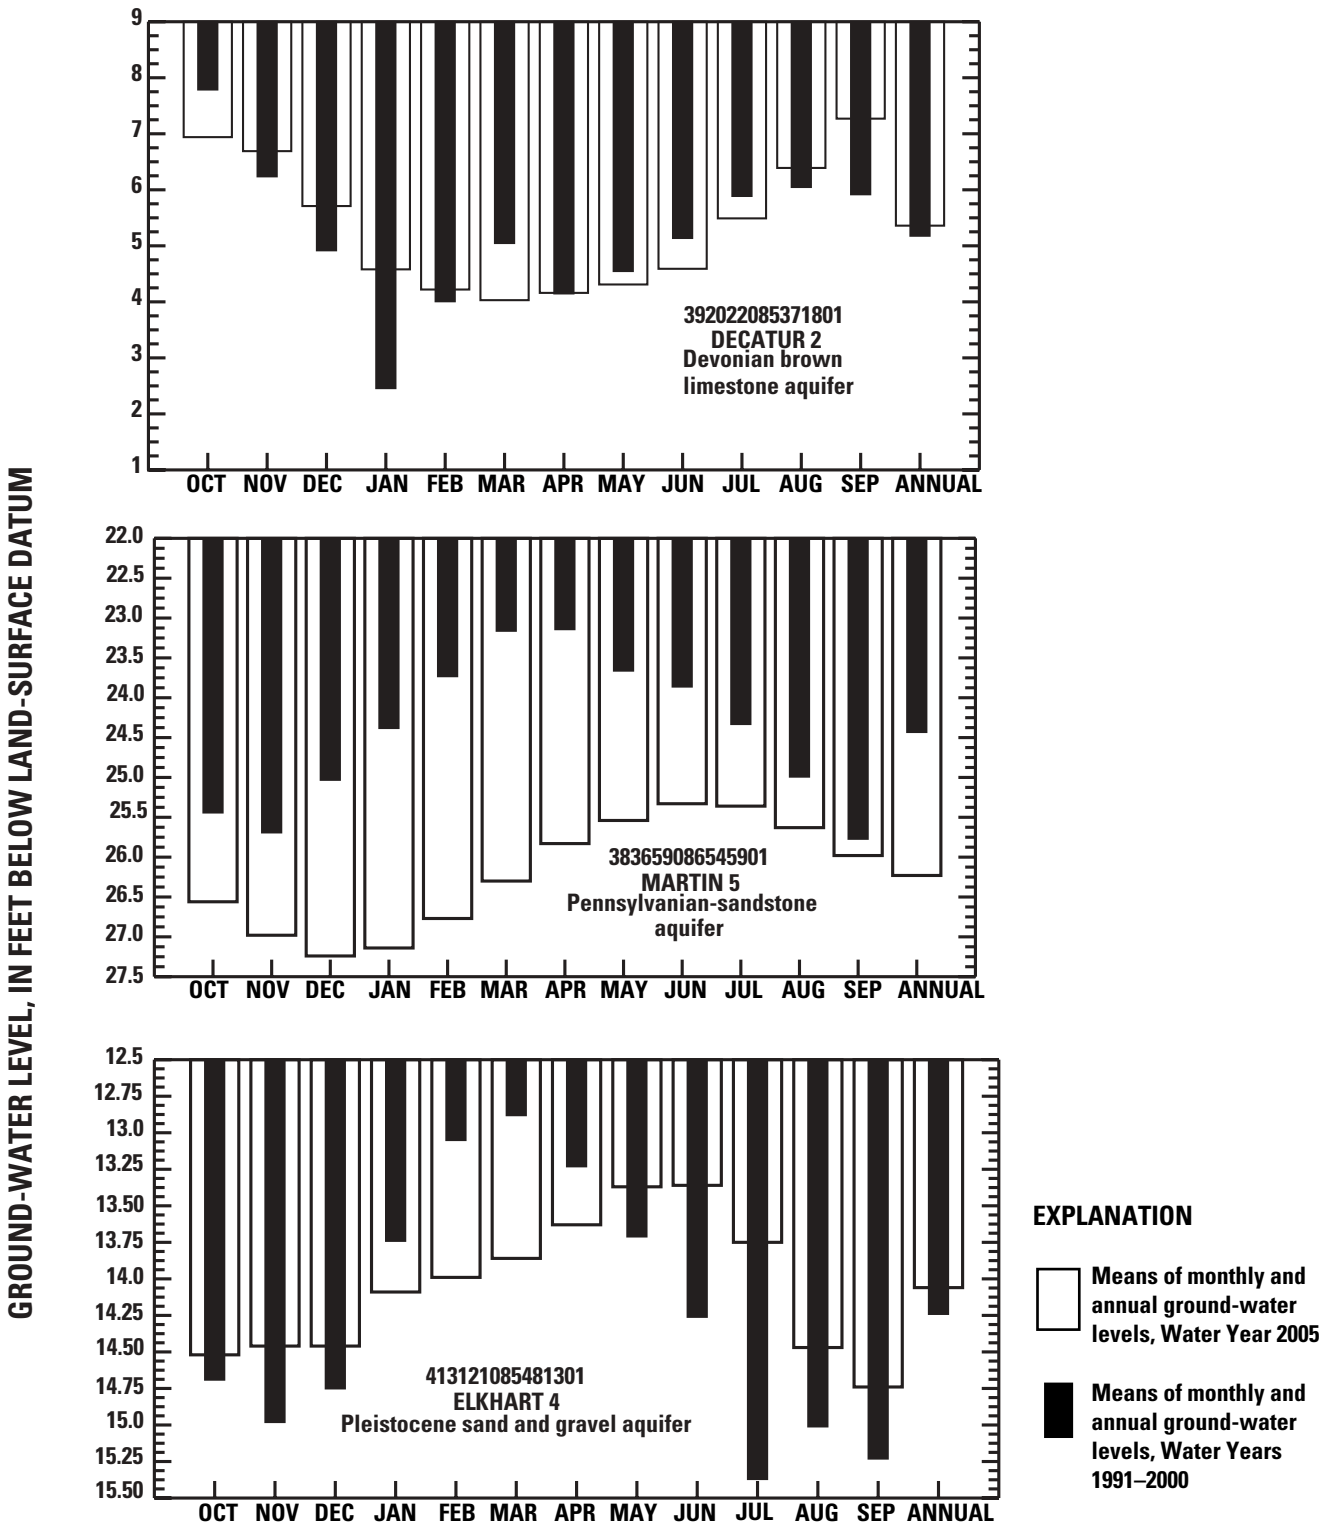 GROUND-WATER LEVEL, IN FEET BELOW LAND-SURFACE DATUM
9
8
7
6
5
4
3
2
1
392022085371801
DECATUR 2
Devonian brown
limestone aquifer
OCT NOV DEC JAN FEB MAR APR MAY JUN JUL AUG SEP ANNUAL
22.0
22.5
23.0
23.5
24.0
24.5
25.0
25.5
26.0
26.5
27.0
27.5
383659086545901
MARTIN 5
Pennsylvanian-sandstone
aquifer
OCT NOV DEC JAN FEB MAR APR MAY JUN JUL AUG SEP ANNUAL
12.5
12.75
13.0
13.25
13.50
13.75
14.0
14.25
14.50
14.75
15.0
15.25
15.50
413121085481301
ELKHART 4
Pleistocene sand and gravel aquifer
OCT NOV DEC JAN FEB MAR APR MAY JUN JUL AUG SEP ANNUAL
EXPLANATION
Means of monthly and
annual ground-water
levels, Water Year 2005
Means of monthly and
annual ground-water
levels, Water Years
1991–2000